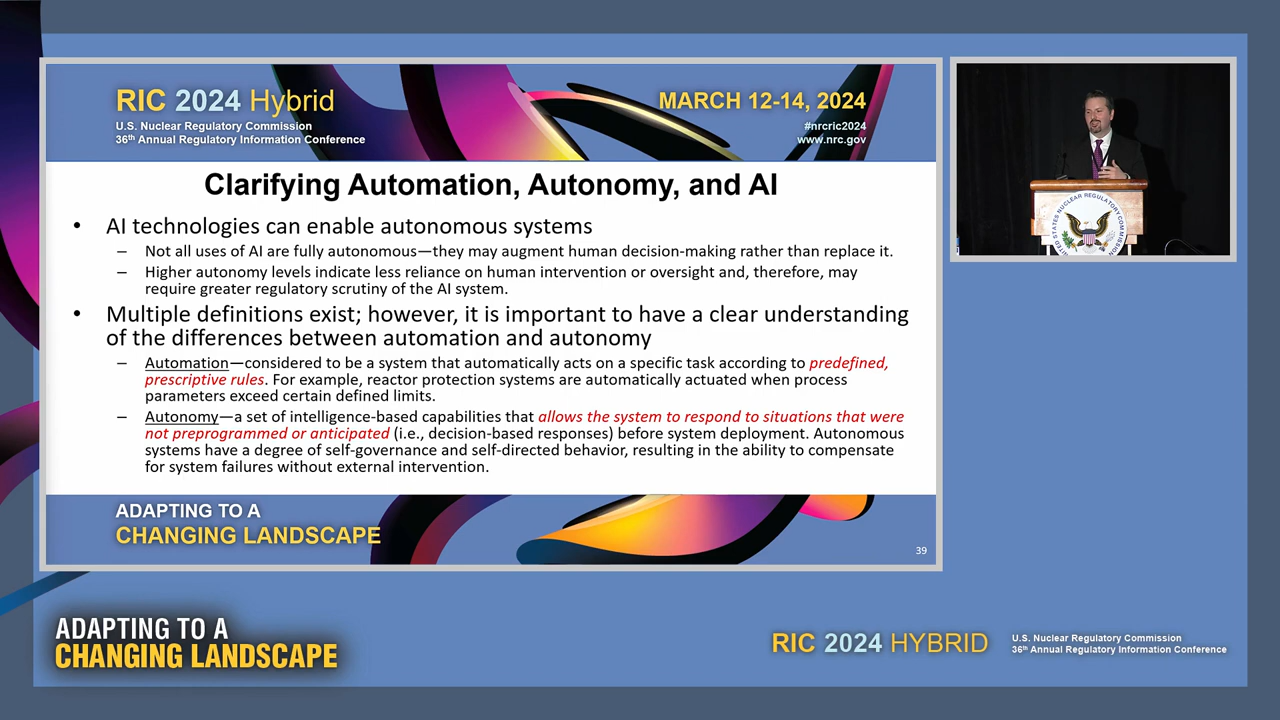 RIC 2024 Hybrid
U.S. Nuclear Regulatory Commission
36th Annual Regulatory Information Conference
MARCH 12-14, 2024
#nrcric2024
www.nrc.gov
Clarifying Automation, Autonomy, and AI
• AI technologies can enable autonomous systems
– Not all uses of AI are fully autonomous—they may augment human decision-making rather than replace it.
– Higher autonomy levels indicate less reliance on human intervention or oversight and, therefore, may
require greater regulatory scrutiny of the AI system.
• Multiple definitions exist; however, it is important to have a clear understanding
of the differences between automation and autonomy
– Automation—considered to be a system that automatically acts on a specific task according to predefined,
prescriptive rules. For example, reactor protection systems are automatically actuated when process
parameters exceed certain defined limits.
– Autonomy—a set of intelligence-based capabilities that allows the system to respond to situations that were
not preprogrammed or anticipated (i.e., decision-based responses) before system deployment. Autonomous
systems have a degree of self-governance and self-directed behavior, resulting in the ability to compensate
for system failures without external intervention.
ADAPTING TO A
CHANGING LANDSCAPE
39
UNITED STATES NUCLEAR REGULATORY COMMISSION
ADAPTING TO A
CHANGING LANDSCAPE
RIC 2024 HYBRID
U.S. Nuclear Regulatory Commission
36th Annual Regulatory Information Conference